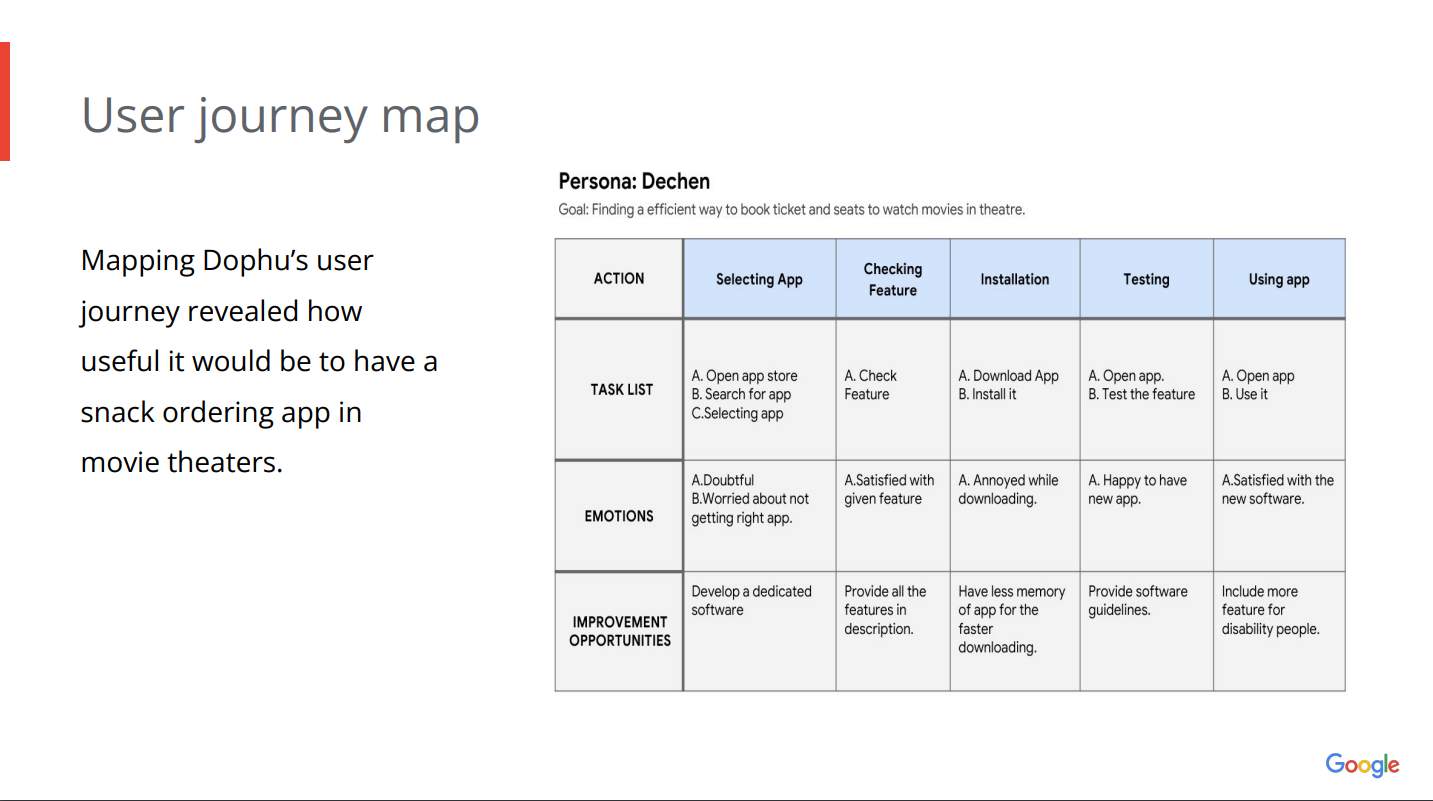 User journey map
Mapping Dophu’s user
journey revealed how
useful it would be to have a
snack ordering app in
movie theaters.
Persona: Dechen
Goal: Finding a efficient way to book ticket and seats to watch movies in theatre.
ACTION
Selecting App
Checking
Feature
Installation
Testing
Using app
TASK LIST
A. Open app store
B. Search for app
C.Selecting app
A. Check
Feature
A. Download App
B. Install it
A. Open app.
B. Test the feature
A. Open app
B. Use it
EMOTIONS
A.Doubtful
B.Worried about not
getting right app.
A.Satisfied with
given feature
A. Annoyed while
downloading.
A. Happy to have
new app.
A.Satisfied with the
new software.
IMPROVEMENT
OPPORTUNITIES
Develop a dedicated
software
Provide all the
features in
description.
Have less memory
of app for the
faster
downloading.
Provide software
guidelines.
Include more
feature for
disability people.
Google